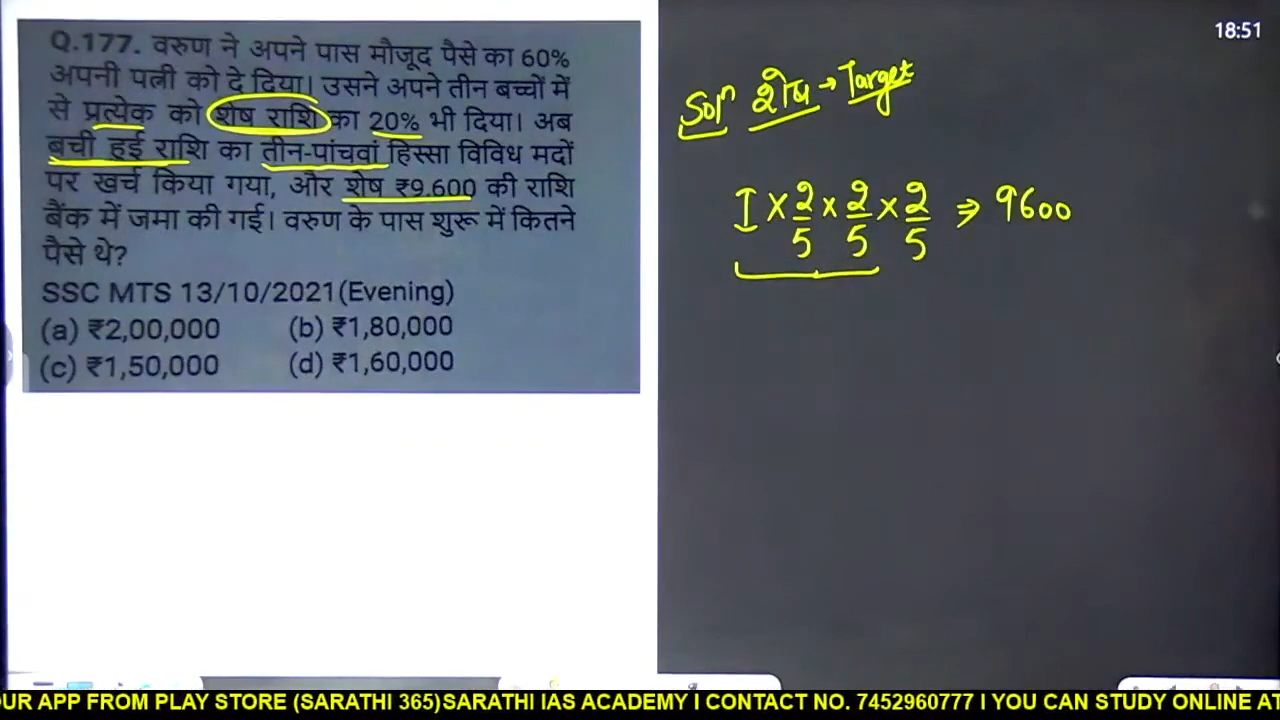 18:51
Q.177. वरुण ने अपने पास मौजूद पैसे का 60%
अपनी पत्नी को दे दिया। उसने अपने तीन बच्चों में
से प्रत्येक को शेष राशि का 20% भी दिया। अब
बची हुई राशि का तीन-पांचवां हिस्सा विविध मदों
पर खर्च किया गया, और शेष ₹9,600 की राशि
बैंक में जमा की गई। वरुण के पास शुरू में कितने
पैसे थे?
SSC MTS 13/10/2021(Evening)
(a) ₹2,00,000 (b) ₹1,80,000
(c) ₹1,50,000 (d) ₹1,60,000
Solⁿ शेष → Target
I × 2/5 × 2/5 × 2/5 ⇒ 9600
OUR APP FROM PLAY STORE (SARATHI 365)SARATHI IAS ACADEMY I CONTACT NO. 7452960777 I YOU CAN STUDY ONLINE AT